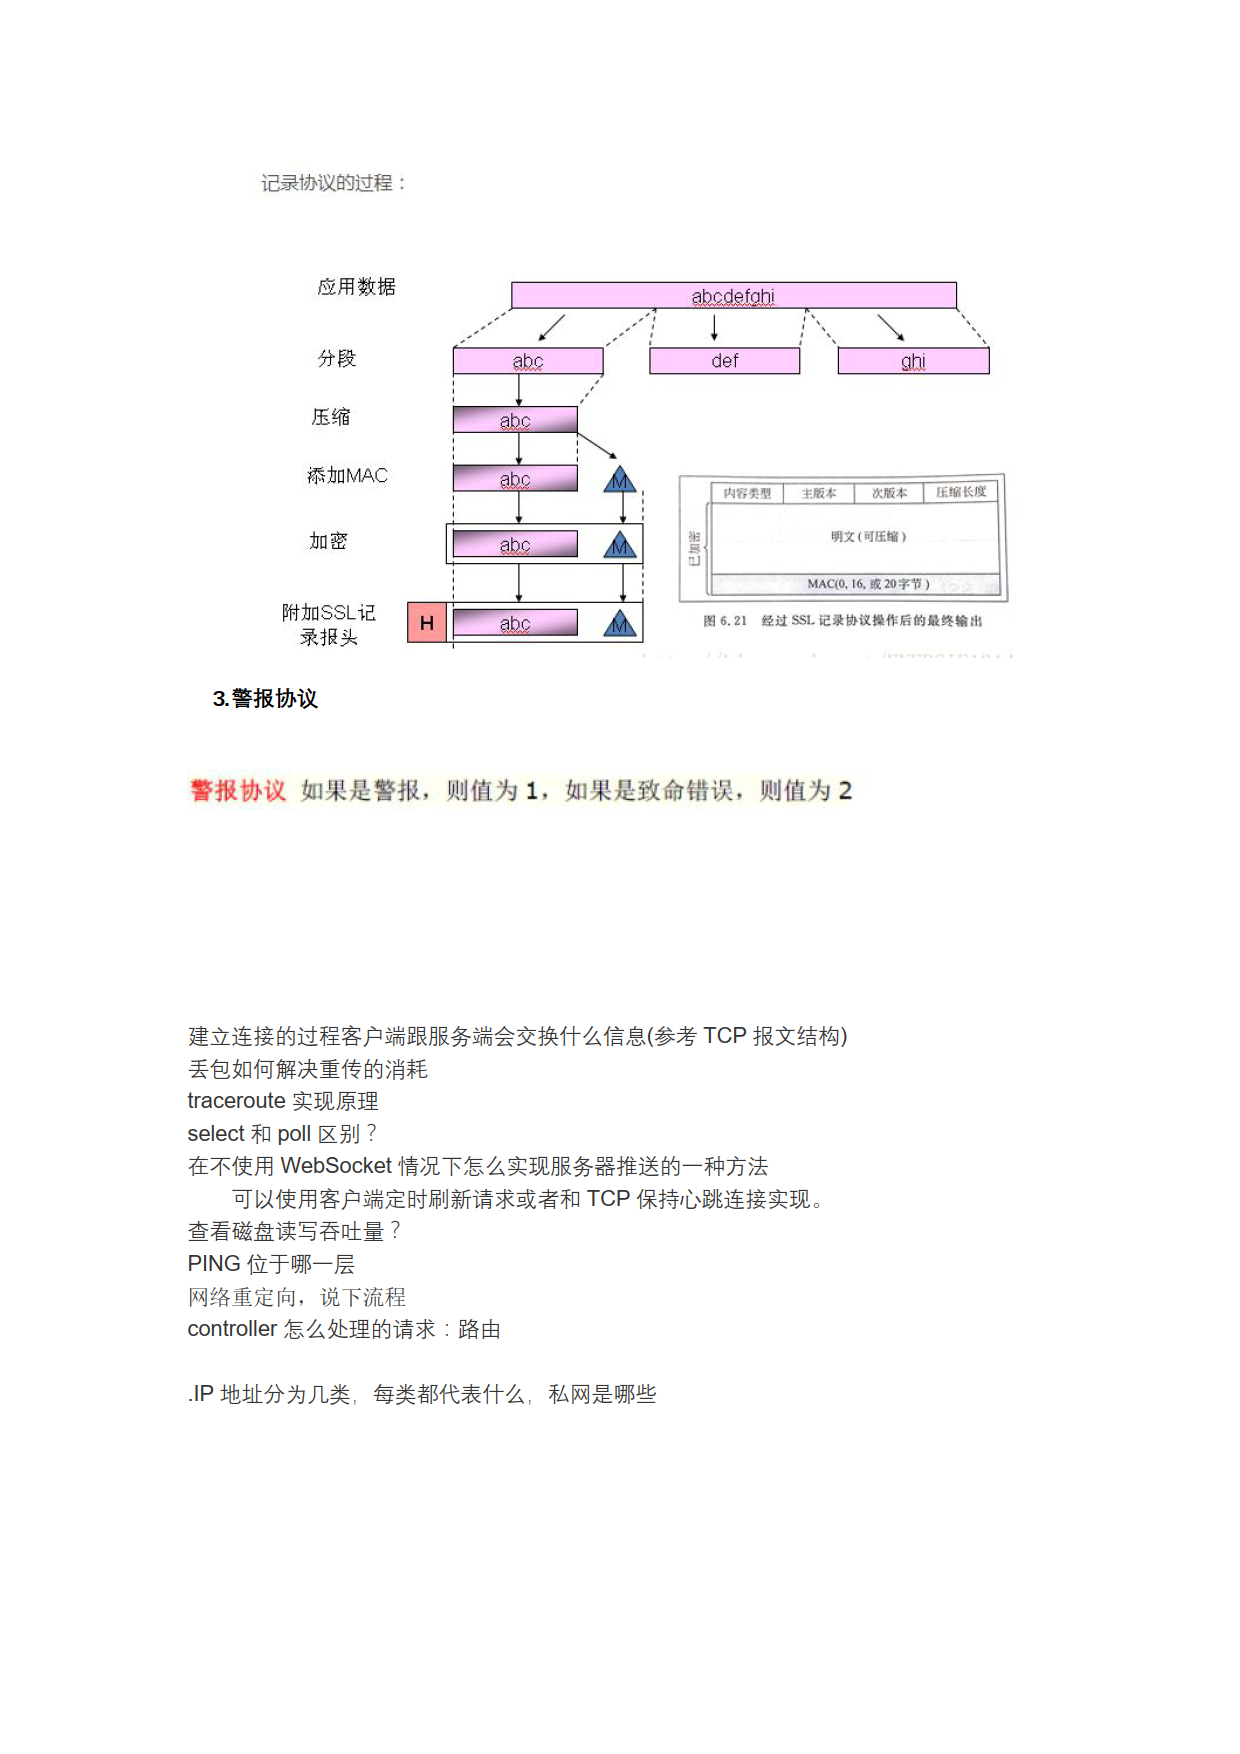 记录协议的过程：
应用数据
abcdefghi
分段
abc
def
ghi
压缩
abc
添加MAC
abc
M
加密
abc
M
附加SSL记
录报头
H
abc
M
内容类型
主版本
次版本
压缩长度
已加密
明文(可压缩)
MAC(0, 16, 或 20字节)
图 6.21 经过 SSL 记录协议操作后的最终输出
3.警报协议
警报协议 如果是警报，则值为 1，如果是致命错误，则值为 2
建立连接的过程客户端跟服务端会交换什么信息(参考 TCP 报文结构)
丢包如何解决重传的消耗
traceroute 实现原理
select 和 poll 区别？
在不使用 WebSocket 情况下怎么实现服务器推送的一种方法
可以使用客户端定时刷新请求或者和 TCP 保持心跳连接实现。
查看磁盘读写吞吐量？
PING 位于哪一层
网络重定向，说下流程
controller 怎么处理的请求：路由
.IP 地址分为几类，每类都代表什么，私网是哪些